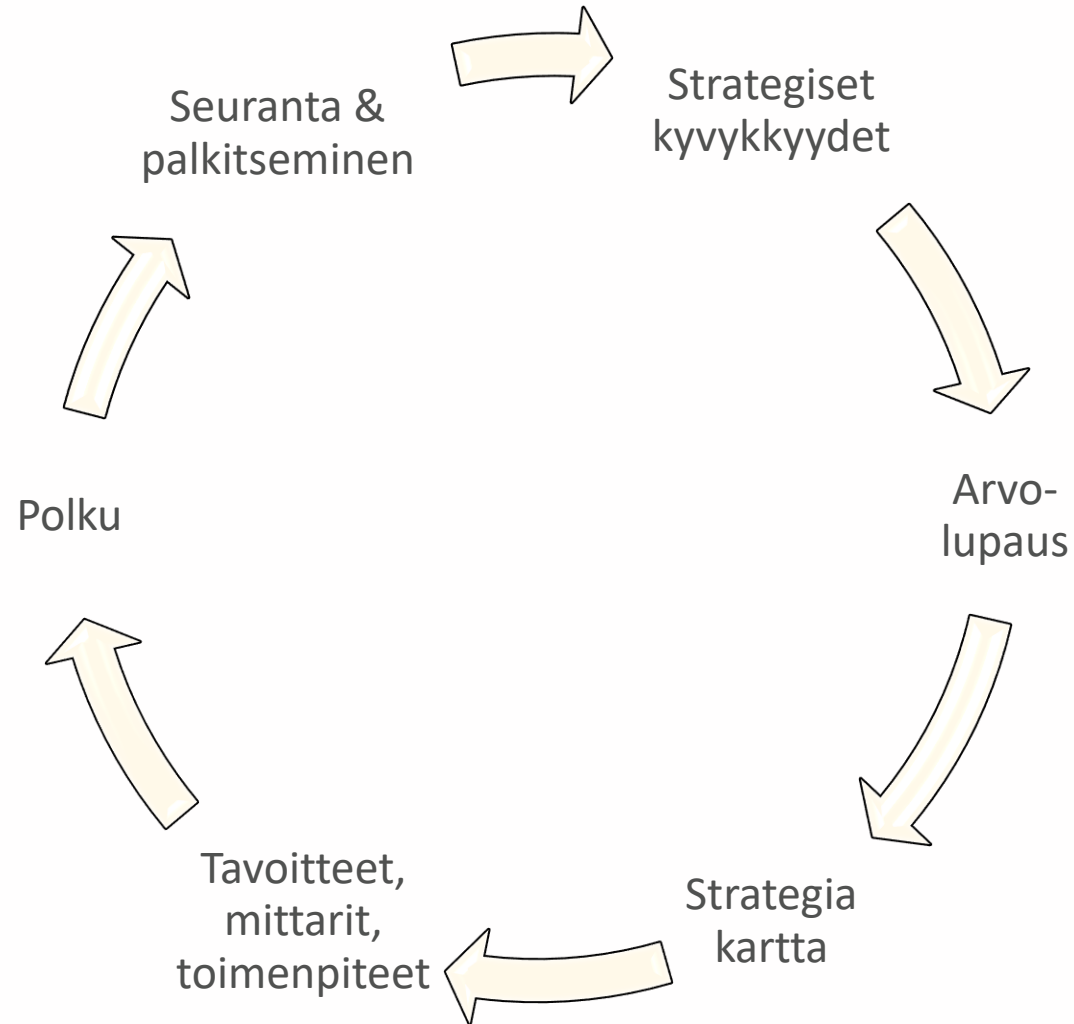 Seuranta &
palkitseminen
Strategiset
kyvykkyydet
Arvo-
lupaus
Strategia
kartta
Tavoitteet,
mittarit,
toimenpiteet
Polku